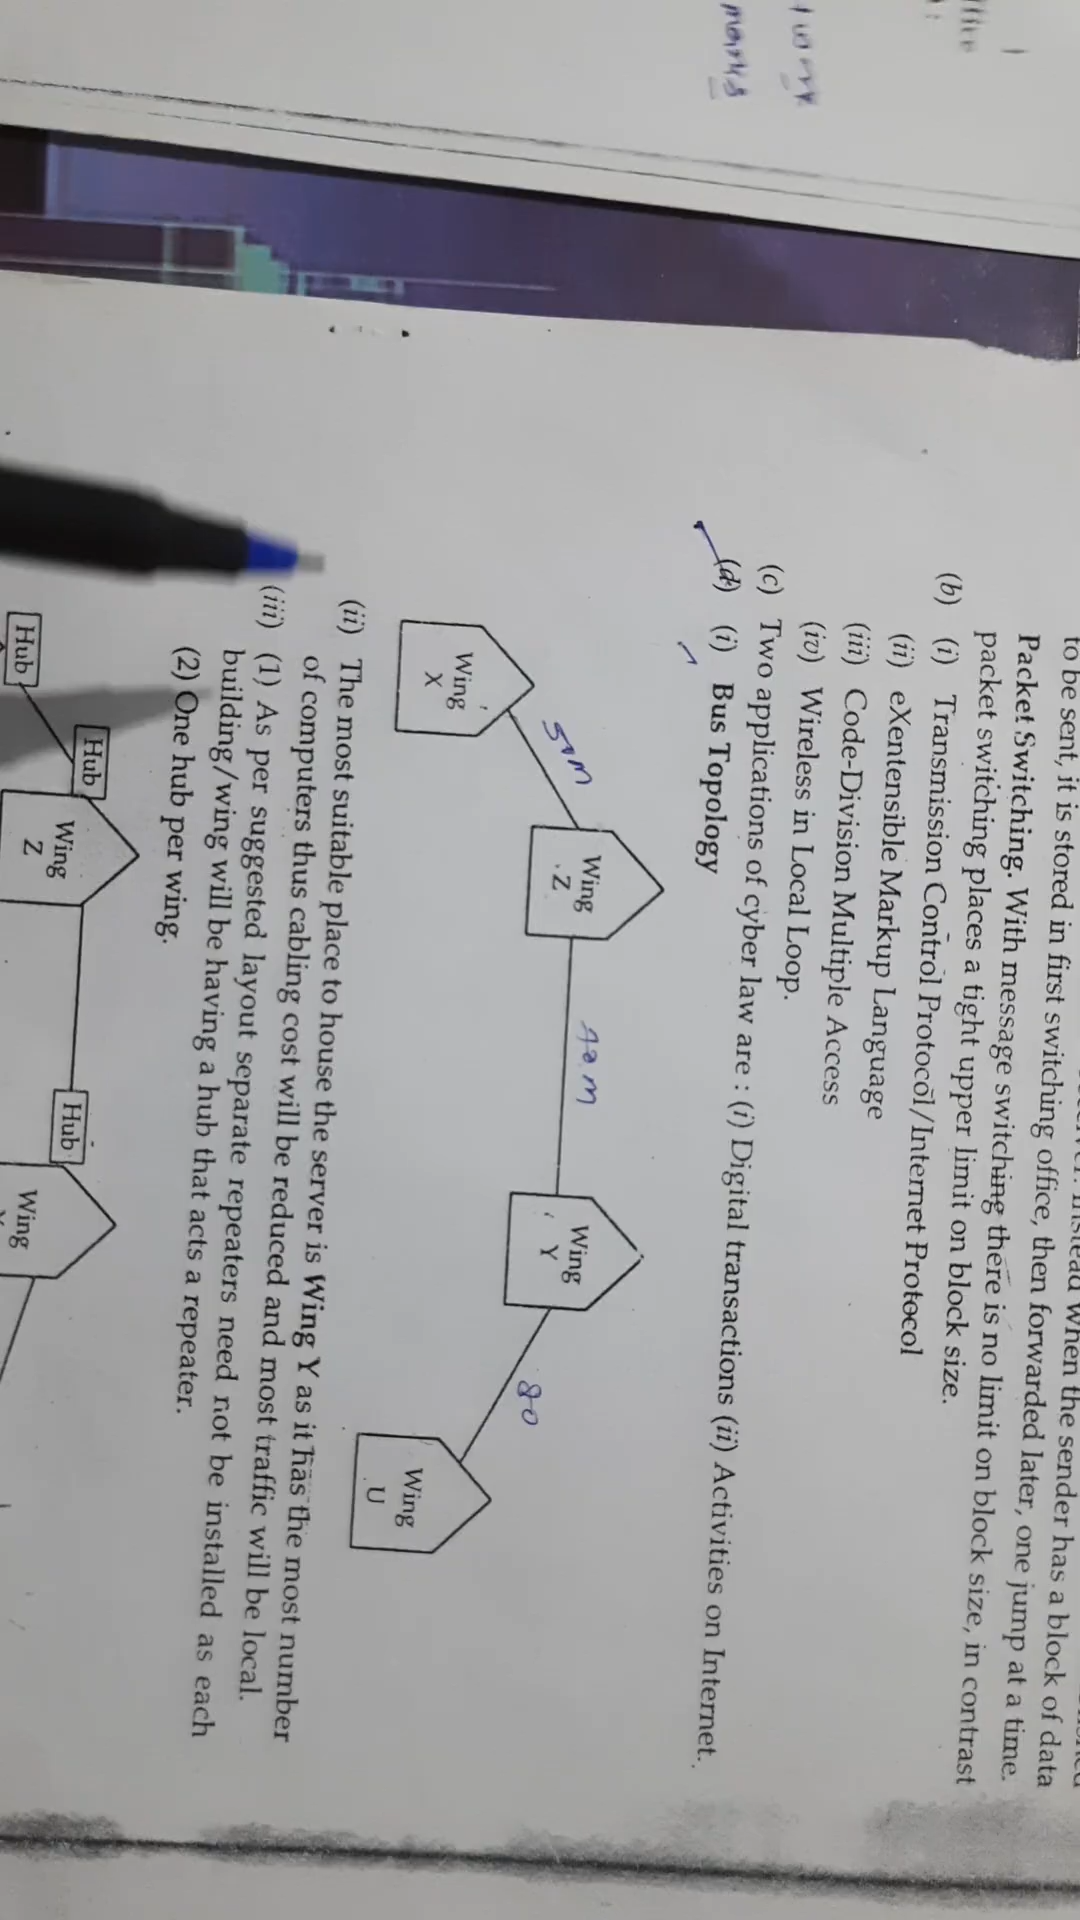 work
marks
to be sent, it is stored in first switching office, then forwarded later, one jump at a time.
Packet Switching. With message switching there is no limit on block size, in contrast
packet switching places a tight upper limit on block size.
(b) (i) Transmission Control Protocol/Internet Protocol
(ii) eXentensible Markup Language
(iii) Code-Division Multiple Access
(iv) Wireless in Local Loop.
(c) Two applications of cyber law are : (i) Digital transactions (ii) Activities on Internet.
(d) (i) Bus Topology
50m
40m
80
Wing X
Wing Z
Wing Y
Wing U
(ii) The most suitable place to house the server is Wing Y as it has the most number
of computers thus cabling cost will be reduced and most traffic will be local.
(iii) (1) As per suggested layout separate repeaters need not be installed as each
building/wing will be having a hub that acts a repeater.
(2) One hub per wing.
Hub
Hub
Hub
Wing Z
Wing